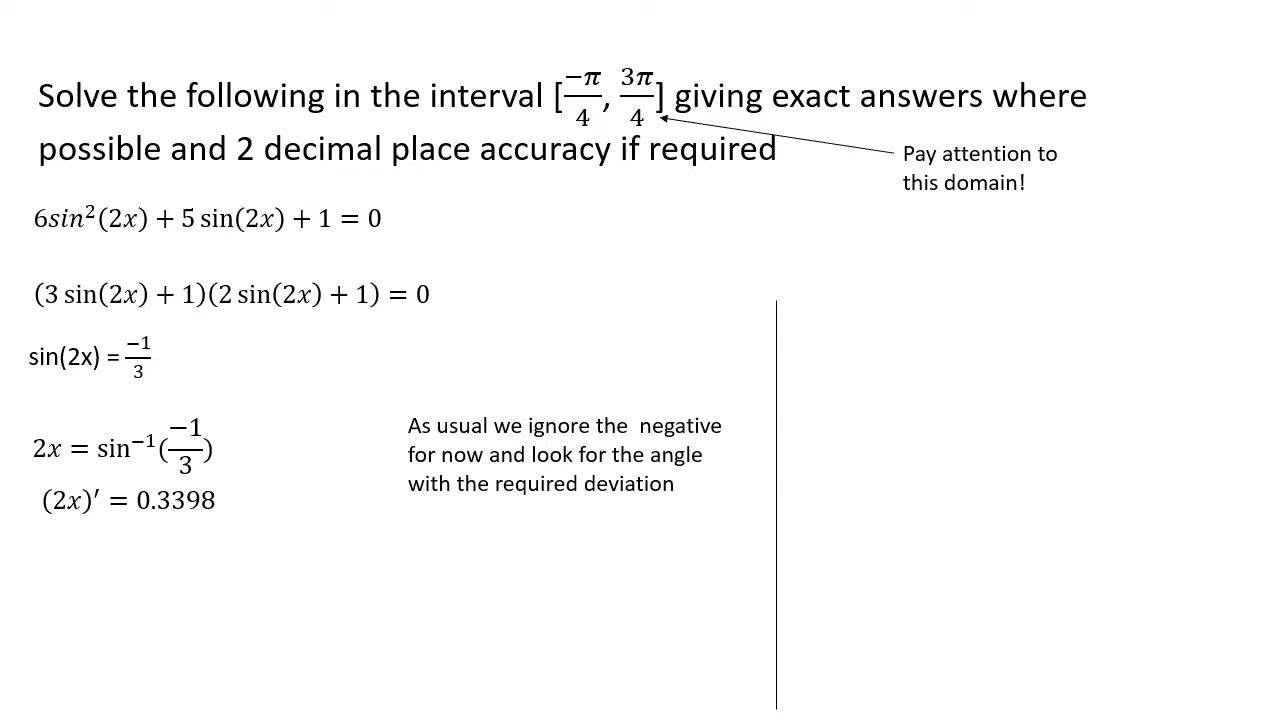 Solve the following in the interval [−π/4, 3π/4] giving exact answers where
possible and 2 decimal place accuracy if required
Pay attention to
this domain!
6sin²(2x) + 5 sin(2x) + 1 = 0
(3 sin(2x) + 1)(2 sin(2x) + 1) = 0
sin(2x) = −1/3
2x = sin⁻¹(−1/3)
(2x)′ = 0.3398
As usual we ignore the negative
for now and look for the angle
with the required deviation